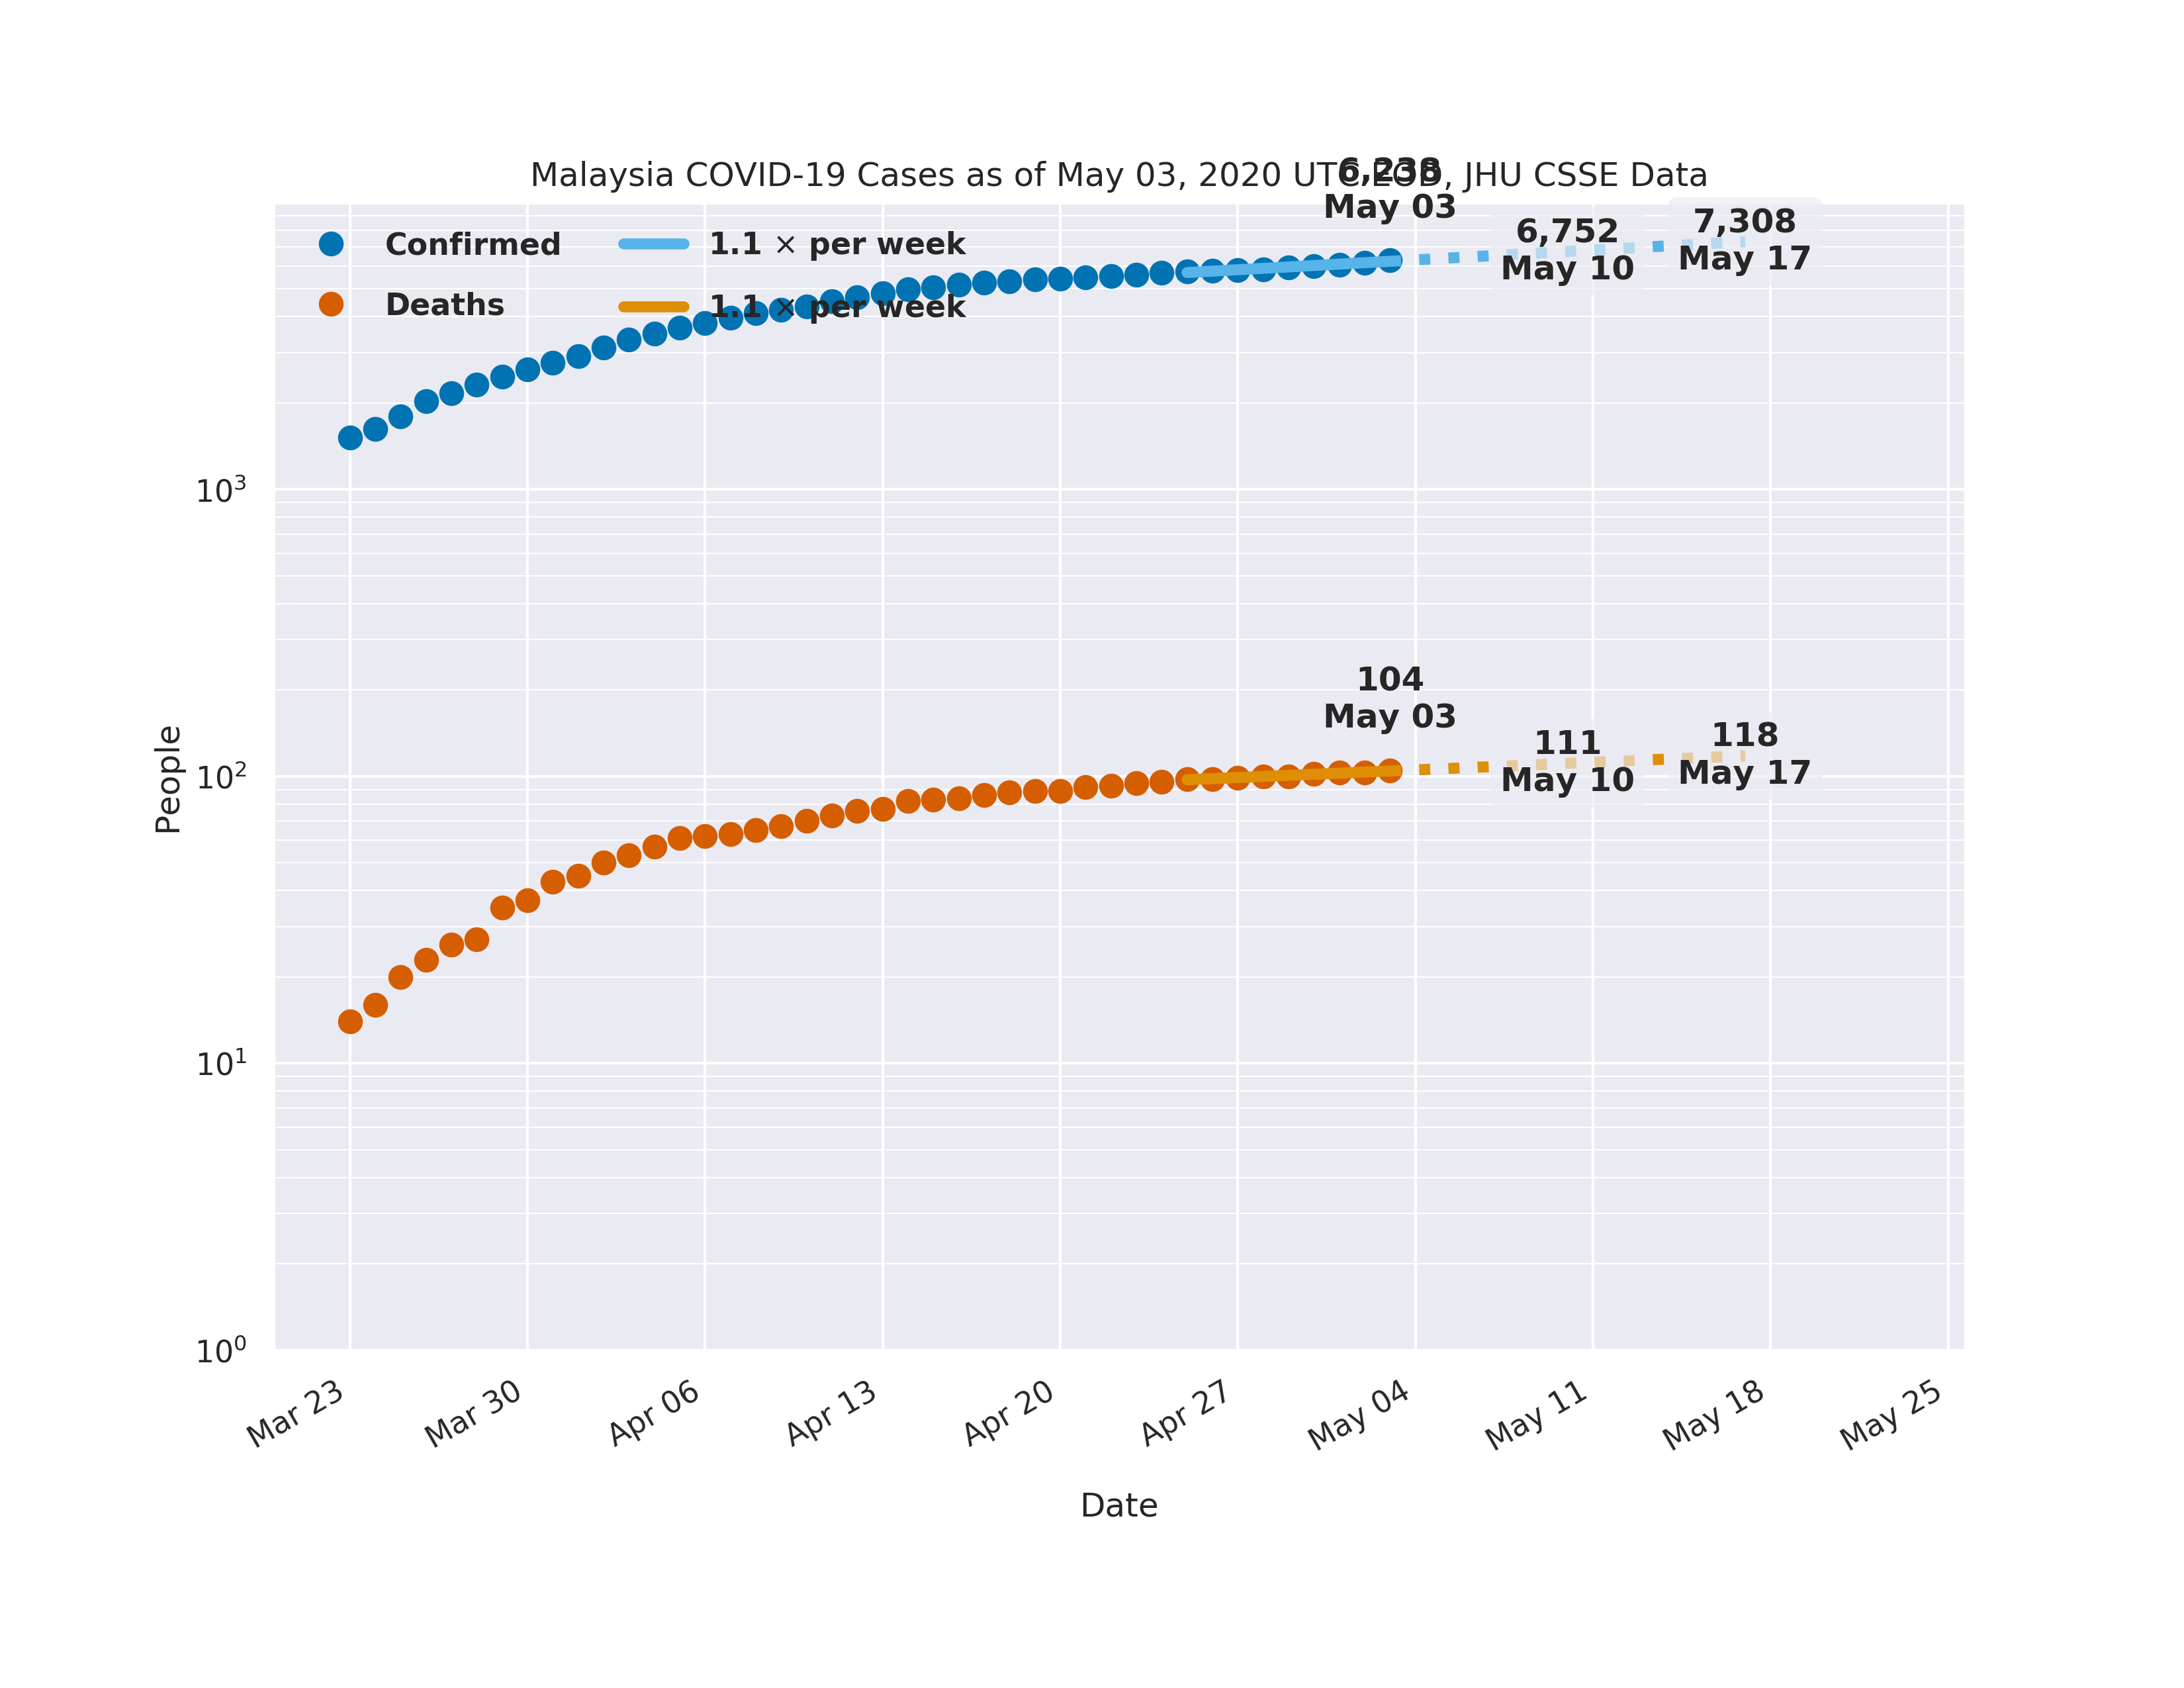 Malaysia COVID-19 Cases as of May 03, 2020 UTC EOD, JHU CSSE Data
6,238
May 03
6,752
May 10
7,308
May 17
Confirmed
Deaths
1.1 × per week
1.1 × per week
10³
10²
10¹
10⁰
104
May 03
111
May 10
118
May 17
People
Mar 23
Mar 30
Apr 06
Apr 13
Apr 20
Apr 27
May 04
May 11
May 18
May 25
Date